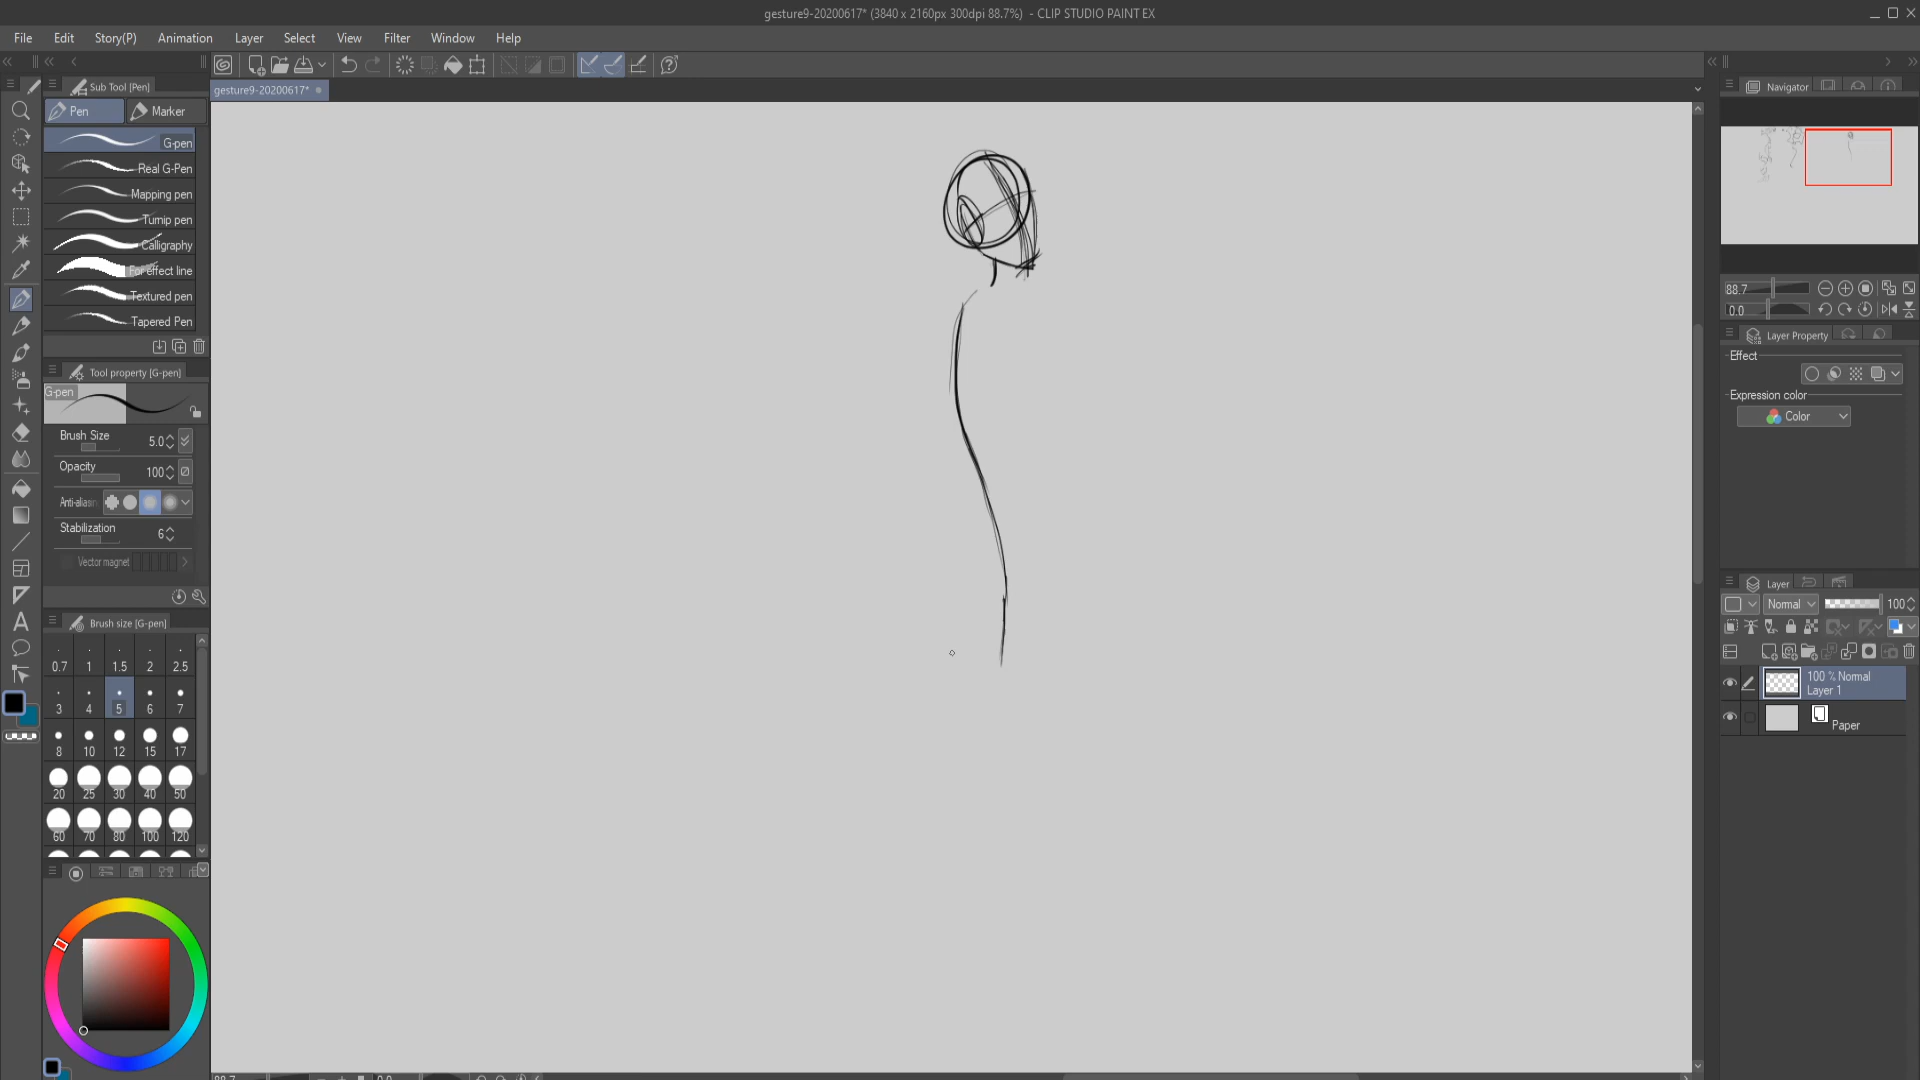 gesture9-20200617* (3840 x 2160px 300dpi 88.7%) - CLIP STUDIO PAINT EX
File Edit Story(P) Animation Layer Select View Filter Window Help
Sub Tool [Pen]
gesture9-20200617*
Navigator
Pen Marker
G-pen
Real G-Pen
Mapping pen
Turnip pen
Calligraphy
For effect line
Textured pen
Tapered Pen
88.7
0.0
Layer Property
Effect
Expression color
Color
Tool property [G-pen]
G-pen
Brush Size 5.0
Opacity 100
Anti-aliasin
Stabilization 6
Vector magnet
Brush size [G-pen]
0.7 1 1.5 2 2.5
3 4 5 6 7
8 10 12 15 17
20 25 30 40 50
60 70 80 100 120
Layer
Normal 100
100 % Normal
Layer 1
Paper
A